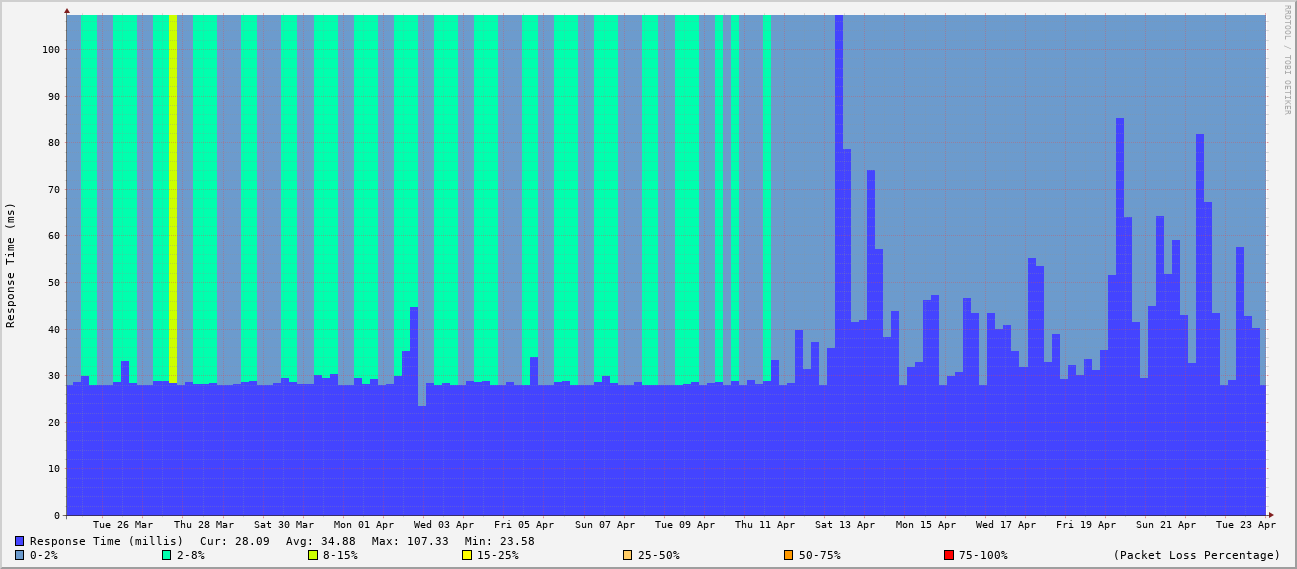 RRDTOOL / TOBI OETIKER
Response Time (ms)
100
90
80
70
60
50
40
30
20
10
0
Tue 26 Mar Thu 28 Mar Sat 30 Mar Mon 01 Apr Wed 03 Apr Fri 05 Apr Sun 07 Apr Tue 09 Apr Thu 11 Apr Sat 13 Apr Mon 15 Apr Wed 17 Apr Fri 19 Apr Sun 21 Apr Tue 23 Apr
Response Time (millis) Cur: 28.09 Avg: 34.88 Max: 107.33 Min: 23.58
0-2% 2-8% 8-15% 15-25% 25-50% 50-75% 75-100% (Packet Loss Percentage)